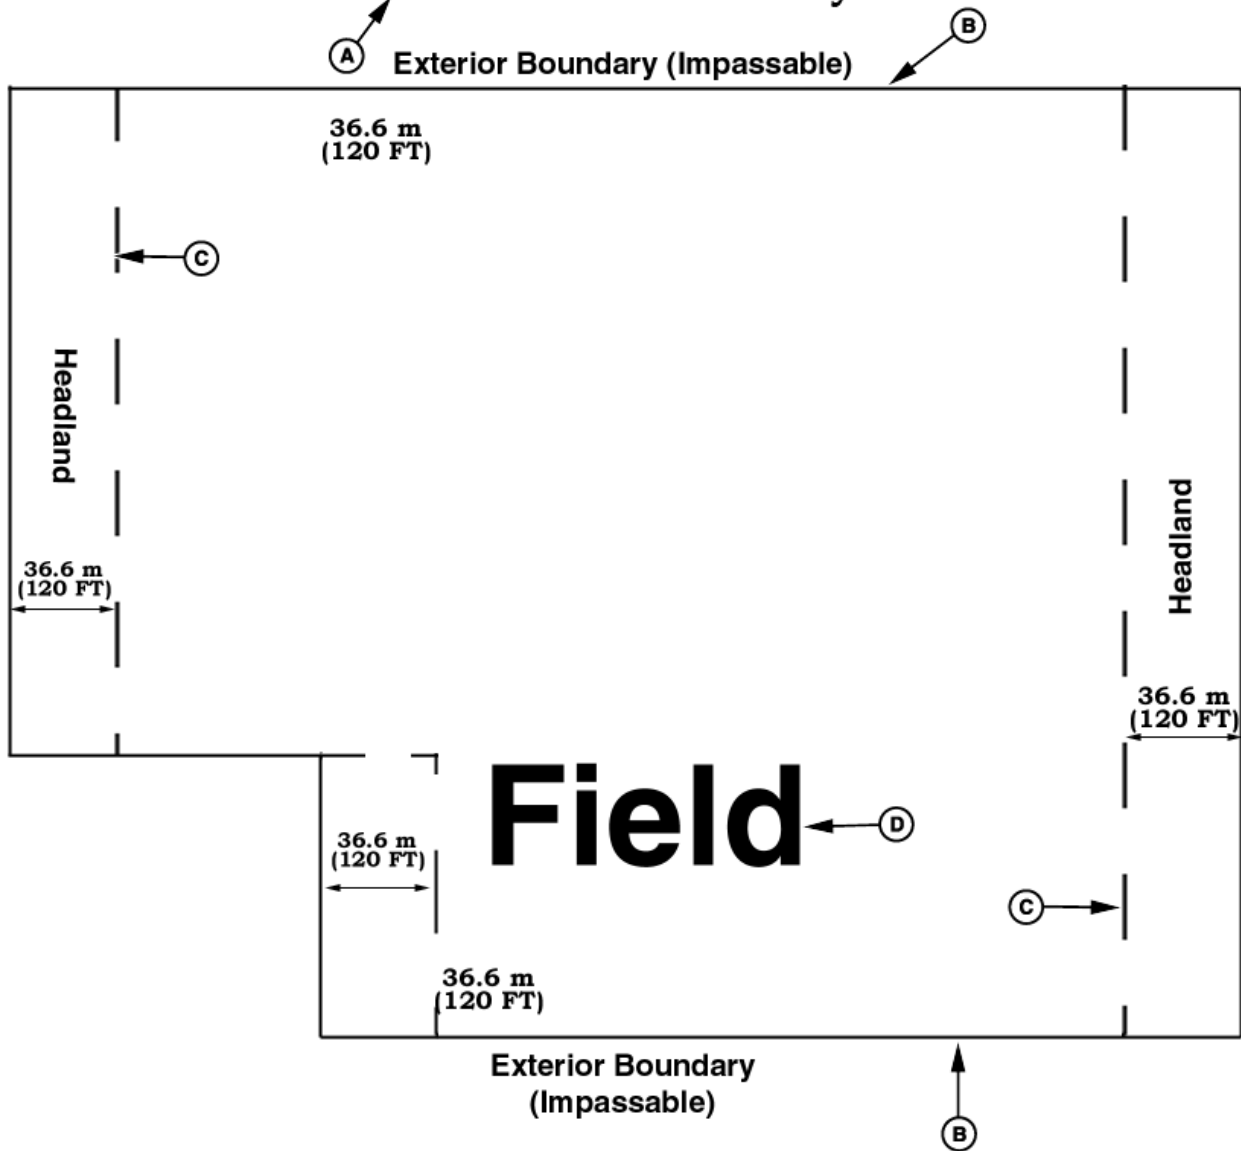 A
B
Exterior Boundary (Impassable)
36.6 m
(120 FT)
C
Headland
Headland
36.6 m
(120 FT)
36.6 m
(120 FT)
Field
D
36.6 m
(120 FT)
C
36.6 m
(120 FT)
Exterior Boundary
(Impassable)
B